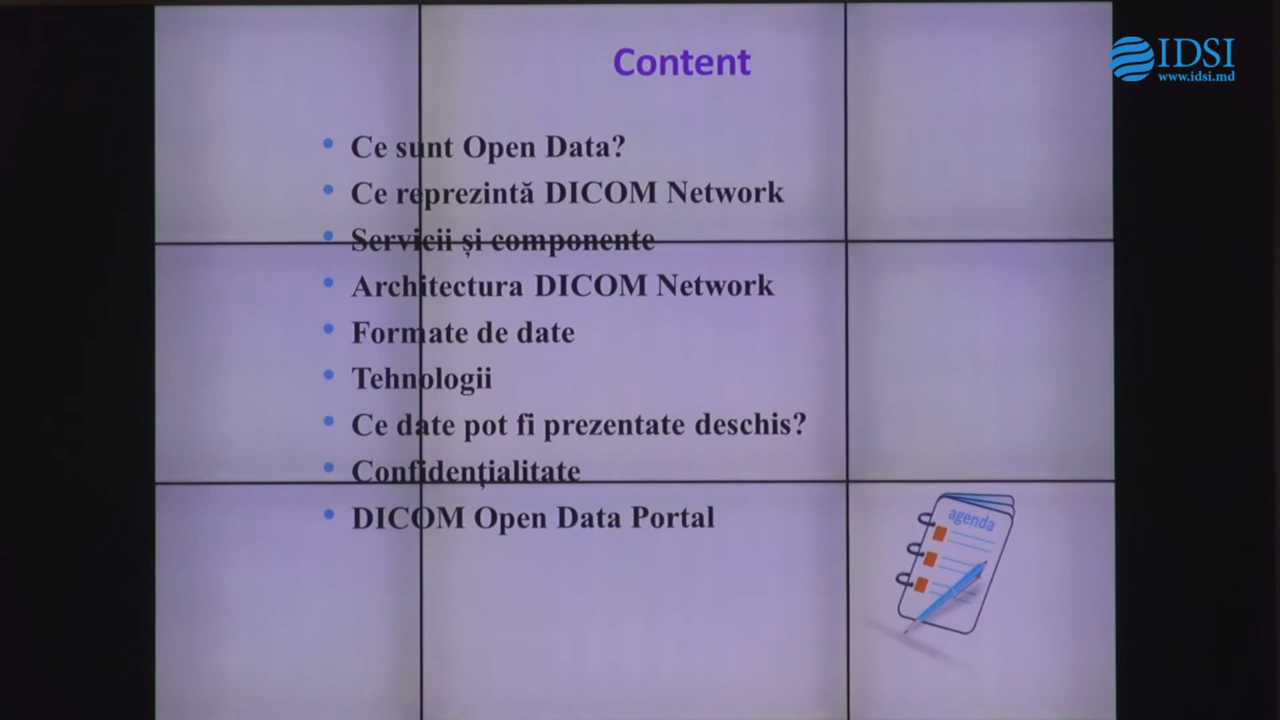 Content
IDSI
www.idsi.md
Ce sunt Open Data?
Ce reprezintă DICOM Network
Servicii și componente
Architectura DICOM Network
Formate de date
Tehnologii
Ce date pot fi prezentate deschis?
Confidențialitate
DICOM Open Data Portal
agenda